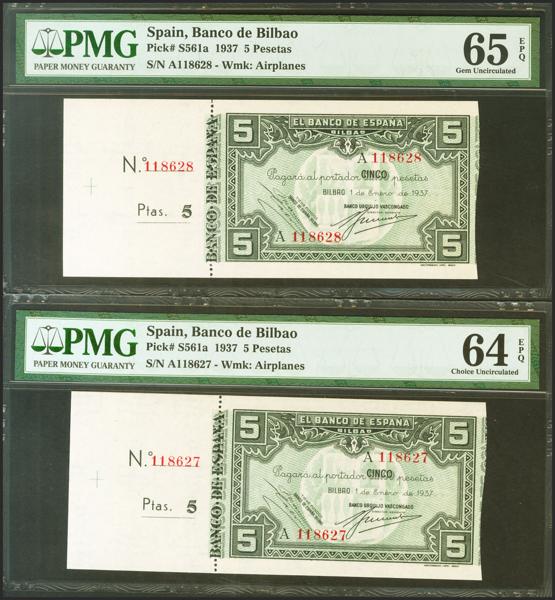 PMG
PAPER MONEY GUARANTY
Spain, Banco de Bilbao
Pick# S561a 1937 5 Pesetas
S/N A118628 - Wmk: Airplanes
65 EPQ
Gem Uncirculated
N.º 118628
Ptas. 5
BANCO DE ESPAÑA
5 5
EL BANCO DE ESPAÑA
BILBAO
A 118628
Pagará al portador CINCO pesetas
BILBAO 1 de Enero de 1937.
BANCO URQUIJO VASCONGADO
5 5
A 118628
PMG
PAPER MONEY GUARANTY
Spain, Banco de Bilbao
Pick# S561a 1937 5 Pesetas
S/N A118627 - Wmk: Airplanes
64 EPQ
Choice Uncirculated
N.º 118627
Ptas. 5
BANCO DE ESPAÑA
5 5
EL BANCO DE ESPAÑA
BILBAO
A 118627
Pagará al portador CINCO pesetas
BILBAO 1 de Enero de 1937.
BANCO URQUIJO VASCONGADO
5 5
A 118627